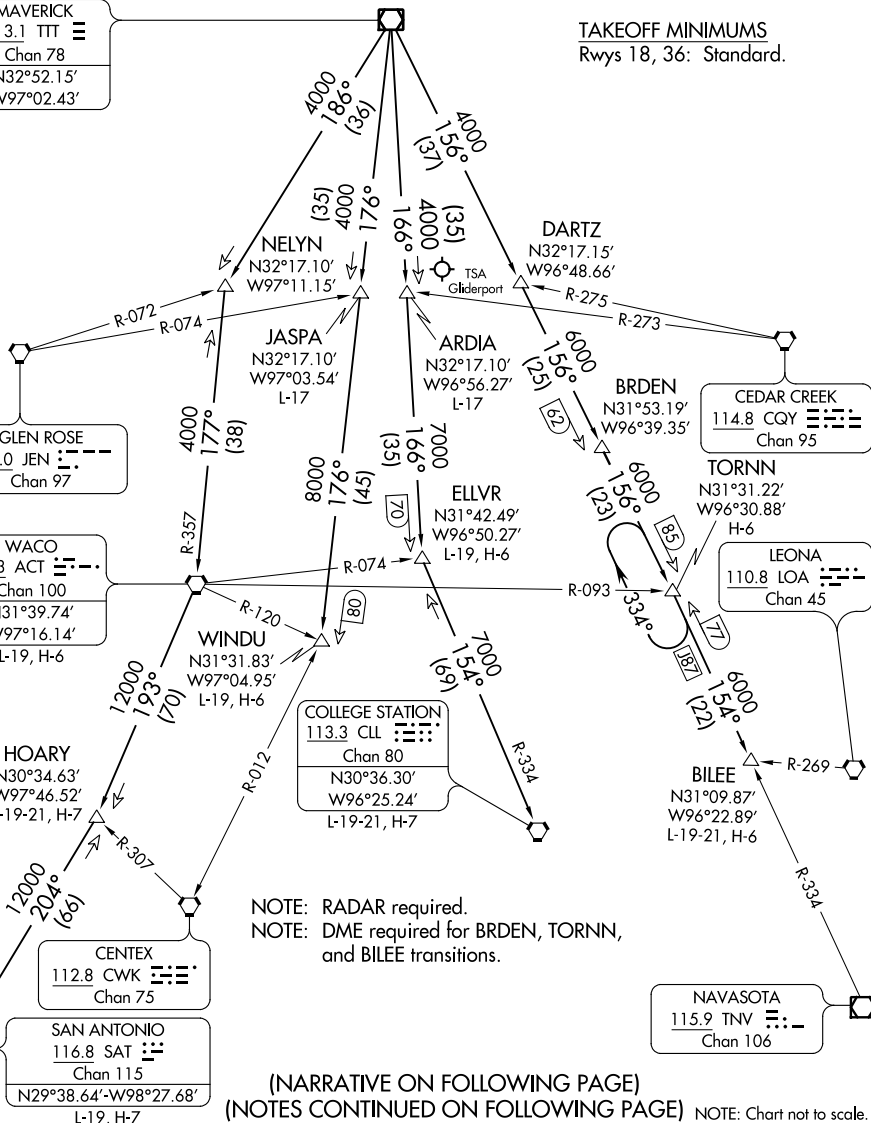 MAVERICK
3.1 TTT
Chan 78
N32°52.15'
W97°02.43'
TAKEOFF MINIMUMS
Rwys 18, 36: Standard.
4000
186°
(36)
(35)
4000
176°
(35)
4000
166°
4000
156°
(37)
NELYN
N32°17.10'
W97°11.15'
TSA
Gliderport
DARTZ
N32°17.15'
W96°48.66'
R-072
R-074
R-275
R-273
JASPA
N32°17.10'
W97°03.54'
L-17
ARDIA
N32°17.10'
W96°56.27'
L-17
6000
156°
(25)
62
BRDEN
N31°53.19'
W96°39.35'
CEDAR CREEK
114.8 CQY
Chan 95
GLEN ROSE
.0 JEN
Chan 97
4000
177°
(38)
R-357
8000
176°
(45)
7000
166°
(35)
70
ELLVR
N31°42.49'
W96°50.27'
L-19, H-6
6000
156°
(23)
85
TORNN
N31°31.22'
W96°30.88'
H-6
WACO
3 ACT
Chan 100
N31°39.74'
W97°16.14'
L-19, H-6
R-074
R-093
R-120
80
WINDU
N31°31.83'
W97°04.95'
L-19, H-6
334°
77
J87
LEONA
110.8 LOA
Chan 45
12000
193°
(70)
7000
154°
(69)
R-334
6000
154°
(22)
COLLEGE STATION
113.3 CLL
Chan 80
N30°36.30'
W96°25.24'
L-19-21, H-7
R-012
HOARY
N30°34.63'
W97°46.52'
L-19-21, H-7
R-307
BILEE
N31°09.87'
W96°22.89'
L-19-21, H-6
R-269
R-334
12000
204°
(66)
CENTEX
112.8 CWK
Chan 75
NOTE: RADAR required.
NOTE: DME required for BRDEN, TORNN,
and BILEE transitions.
NAVASOTA
115.9 TNV
Chan 106
SAN ANTONIO
116.8 SAT
Chan 115
N29°38.64'-W98°27.68'
L-19, H-7
(NARRATIVE ON FOLLOWING PAGE)
(NOTES CONTINUED ON FOLLOWING PAGE)
NOTE: Chart not to scale.